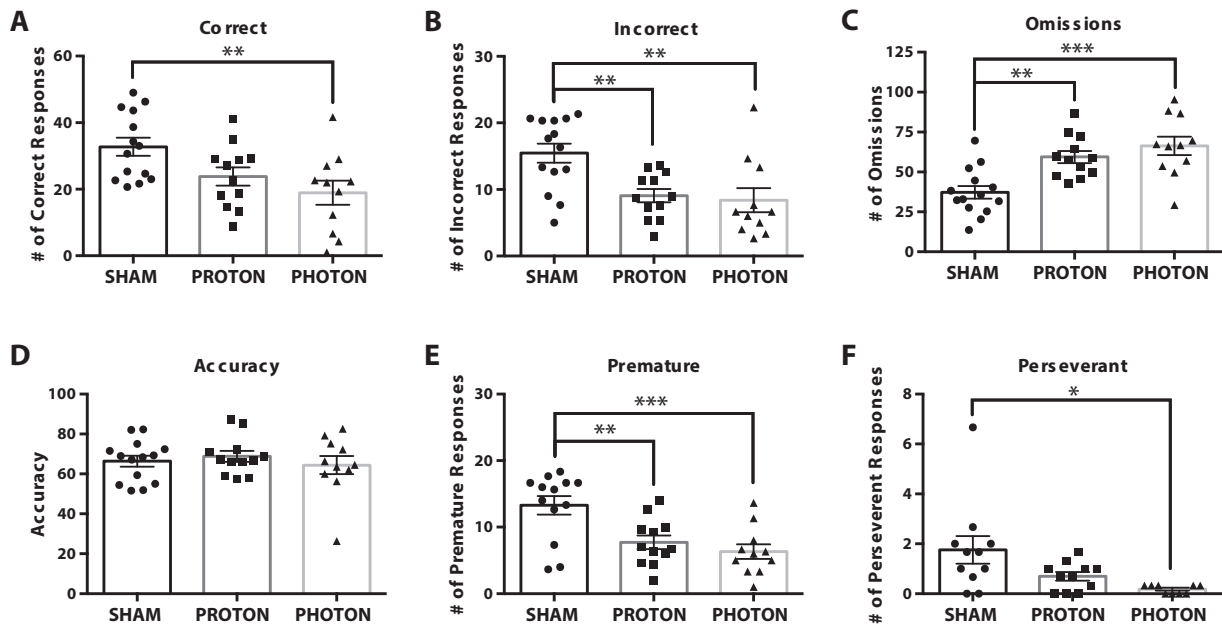 A
Correct
# of Correct Responses
60
40
20
0
**
SHAM
PROTON
PHOTON
B
Incorrect
# of Incorrect Responses
30
20
10
0
**
**
SHAM
PROTON
PHOTON
C
Omissions
# of Omissions
125
100
75
50
25
0
***
**
SHAM
PROTON
PHOTON
D
Accuracy
Accuracy
100
80
60
40
20
0
SHAM
PROTON
PHOTON
E
Premature
# of Premature Responses
30
20
10
0
***
**
SHAM
PROTON
PHOTON
F
Perseverant
# of Perseverent Responses
8
6
4
2
0
*
SHAM
PROTON
PHOTON